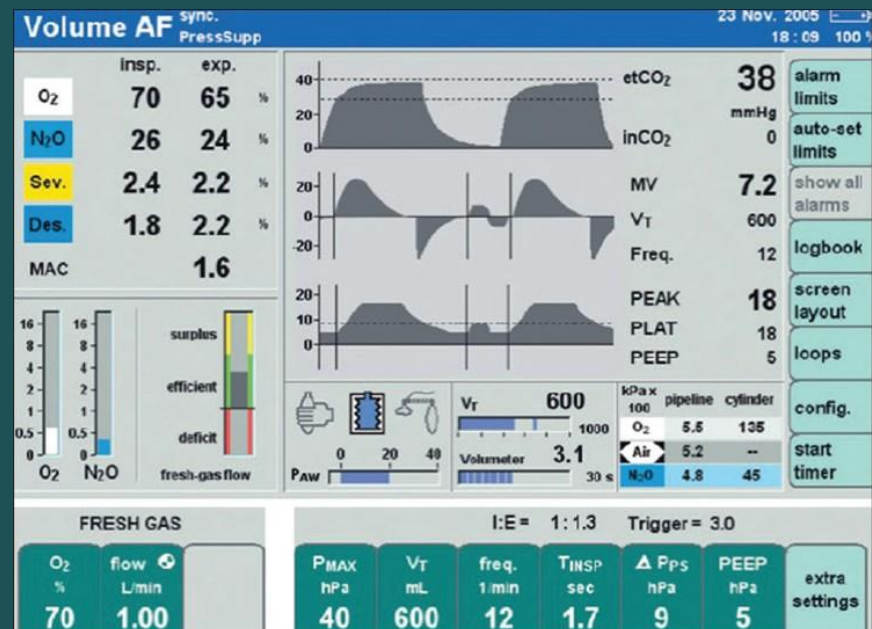 Volume AF sync. PressSupp
23 Nov. 2005
18:09 100 %
insp. exp.
O2 70 65 %
N2O 26 24 %
Sev. 2.4 2.2 %
Des. 1.8 2.2 %
MAC 1.6
40
20
0
etCO2 38
mmHg
inCO2 0
20
0
-20
MV 7.2
VT 600
Freq. 12
20
10
0
PEAK 18
PLAT 18
PEEP 5
alarm limits
auto-set limits
show all alarms
logbook
screen layout
loops
config.
start timer
16 16
8 8
4 4
2 2
1 1
0.5 0.5
0 0
O2 N2O
surplus
efficient
deficit
fresh-gas flow
0 20 40
PAW
VT 600
1000
Volumeter 3.1
30 s
kPa x 100 pipeline cylinder
O2 5.5 135
Air 5.2 --
N2O 4.8 45
FRESH GAS
I:E = 1:1.3 Trigger = 3.0
O2 % 70
flow L/min 1.00
PMAX hPa 40
VT mL 600
freq. 1/min 12
TINSP sec 1.7
Δ PPS hPa 9
PEEP hPa 5
extra settings